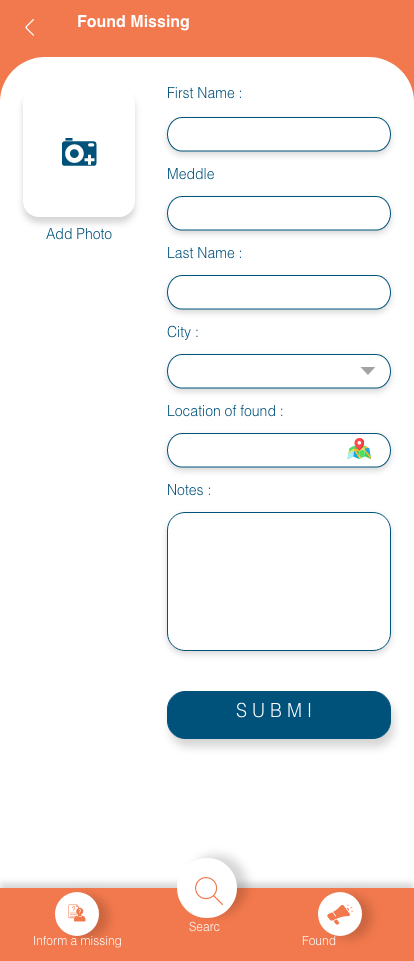 Found Missing
First Name :
Meddle
Add Photo
Last Name :
City :
Location of found :
Notes :
SUBMI
Searc
Inform a missing
Found